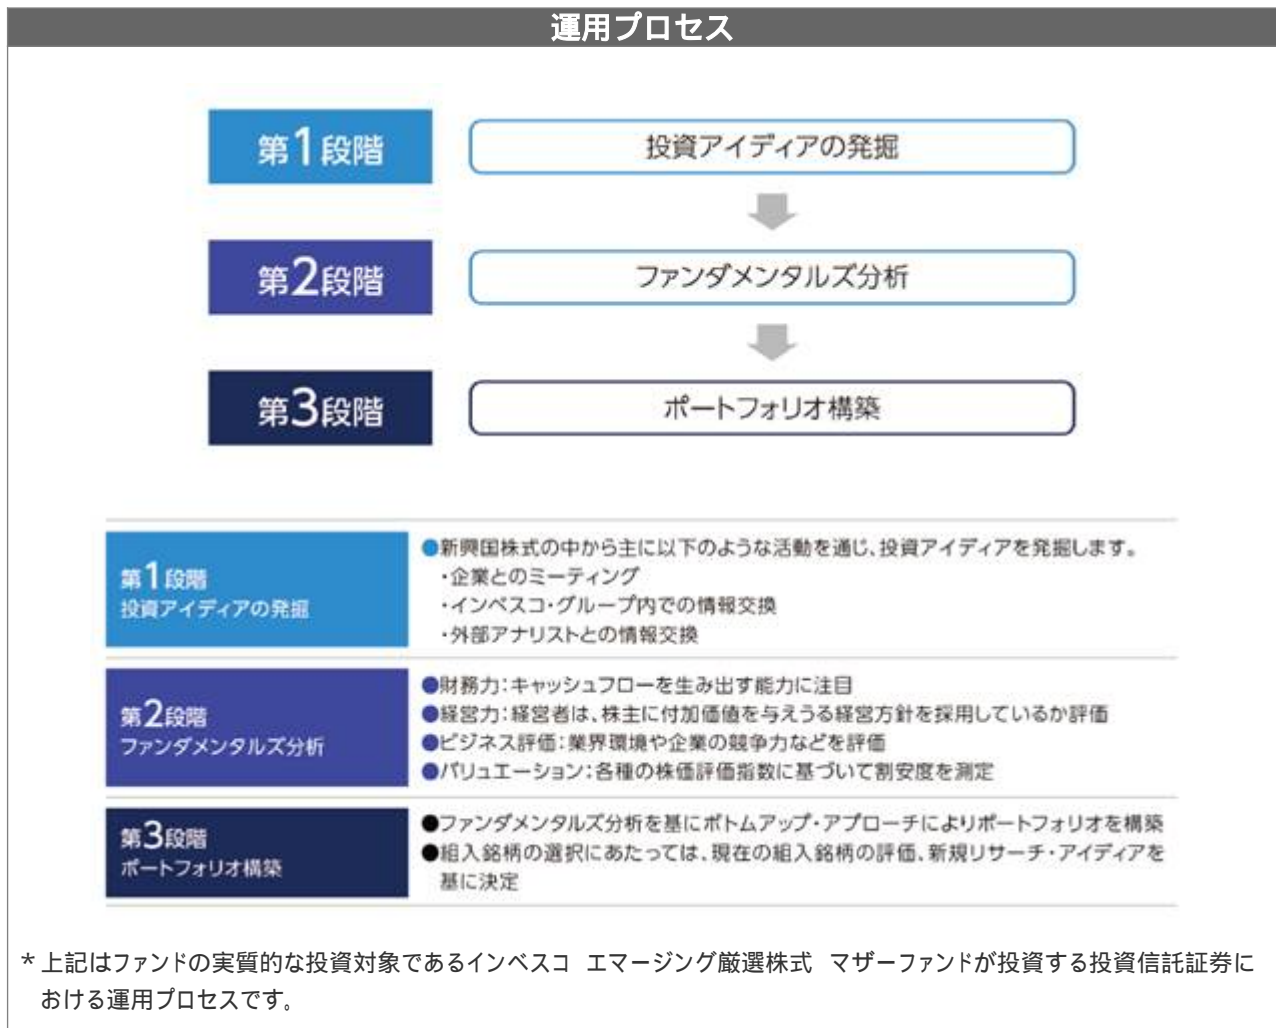 運用プロセス
第1段階
投資アイディアの発掘
第2段階
ファンダメンタルズ分析
第3段階
ポートフォリオ構築
第1段階
投資アイディアの発掘
●新興国株式の中から主に以下のような活動を通じ、投資アイディアを発掘します。
・企業とのミーティング
・インベスコ・グループ内での情報交換
・外部アナリストとの情報交換
第2段階
ファンダメンタルズ分析
●財務力：キャッシュフローを生み出す能力に注目
●経営力：経営者は、株主に付加価値を与えうる経営方針を採用しているか評価
●ビジネス評価：業界環境や企業の競争力などを評価
●バリュエーション：各種の株価評価指数に基づいて割安度を測定
第3段階
ポートフォリオ構築
●ファンダメンタルズ分析を基にボトムアップ・アプローチによりポートフォリオを構築
●組入銘柄の選択にあたっては、現在の組入銘柄の評価、新規リサーチ・アイディアを
基に決定
*上記はファンドの実質的な投資対象であるインベスコ エマージング厳選株式 マザーファンドが投資する投資信託証券に
おける運用プロセスです。